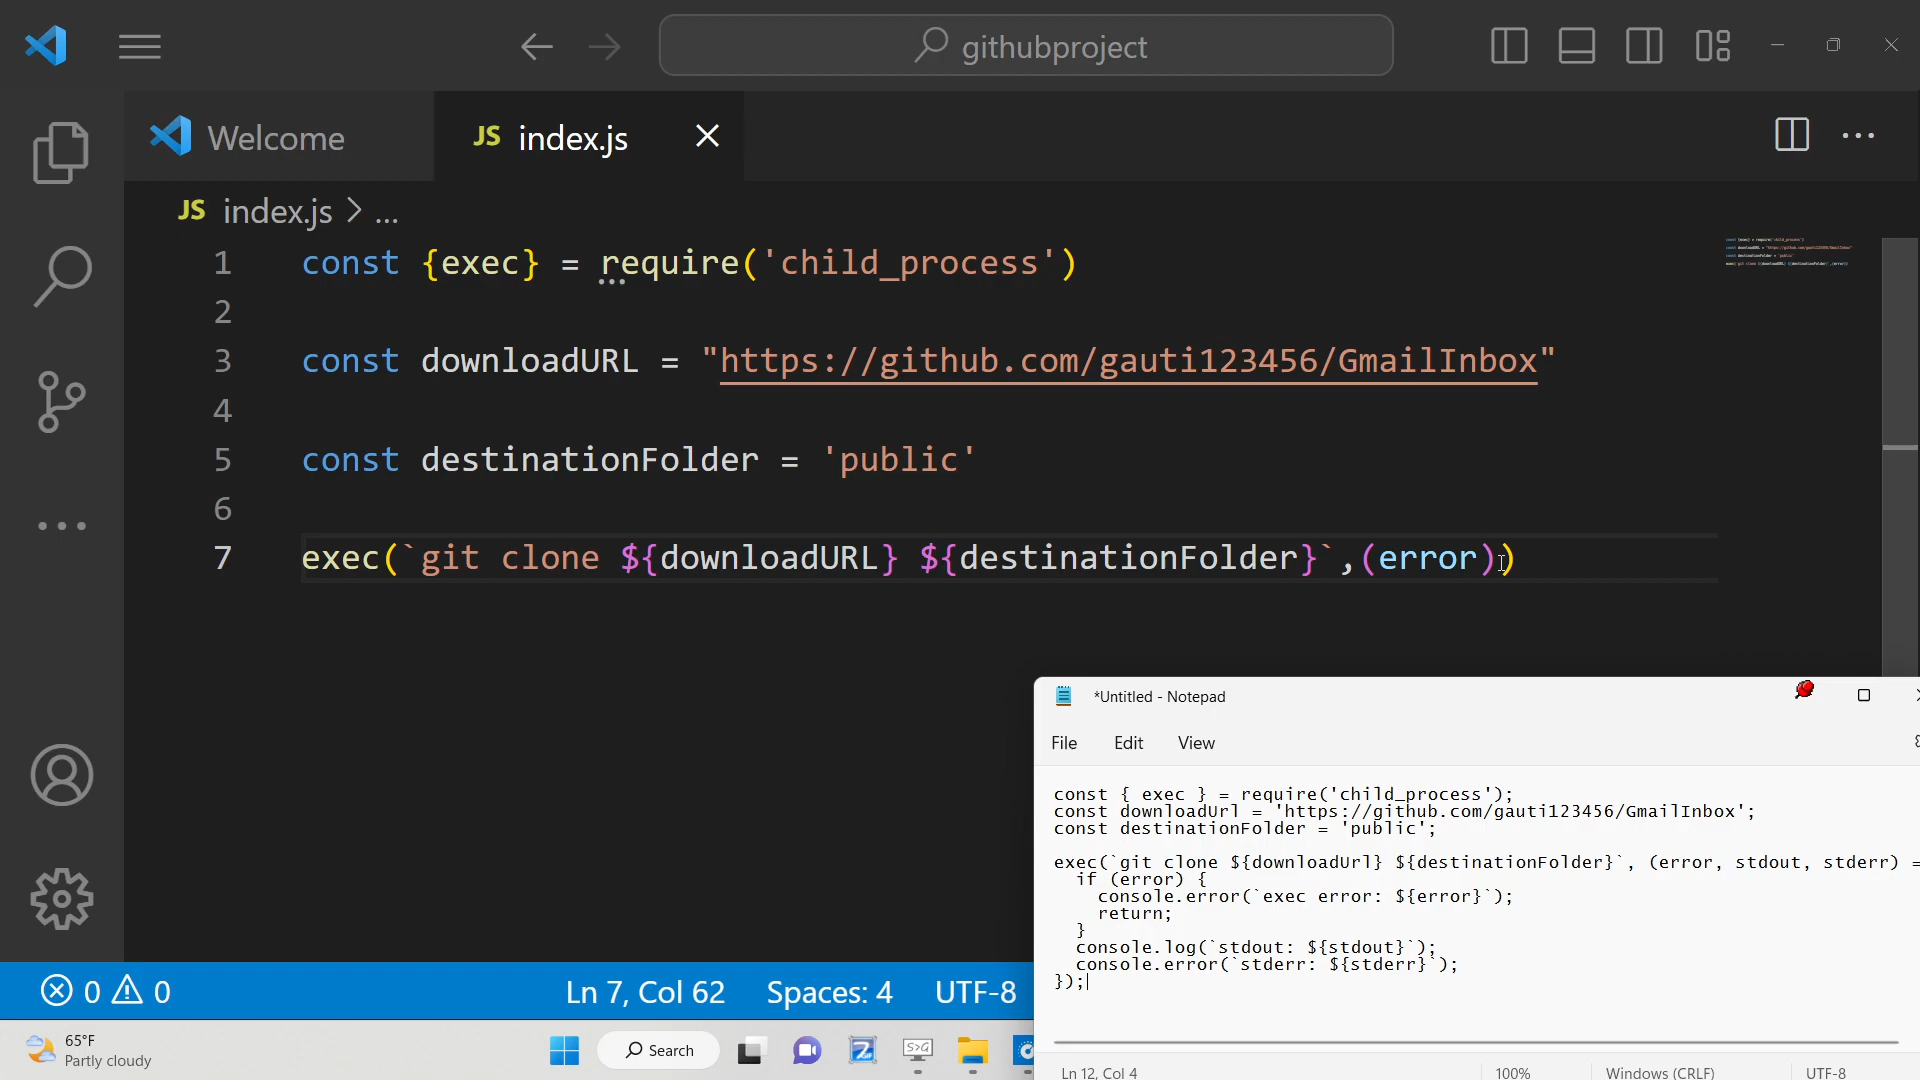 githubproject
Welcome
JS index.js
JS index.js > ...
1 const {exec} = require('child_process')
2
3 const downloadURL = "https://github.com/gauti123456/GmailInbox"
4
5 const destinationFolder = 'public'
6
7 exec(`git clone ${downloadURL} ${destinationFolder}`,(error))
*Untitled - Notepad
File Edit View
const { exec } = require('child_process');
const downloadUrl = 'https://github.com/gauti123456/GmailInbox';
const destinationFolder = 'public';
exec(`git clone ${downloadUrl} ${destinationFolder}`, (error, stdout, stderr) =
if (error) {
console.error(`exec error: ${error}`);
return;
}
console.log(`stdout: ${stdout}`);
console.error(`stderr: ${stderr}`);
});
Ln 12, Col 4 100% Windows (CRLF) UTF-8
0 0 Ln 7, Col 62 Spaces: 4 UTF-8
65°F
Partly cloudy
Search